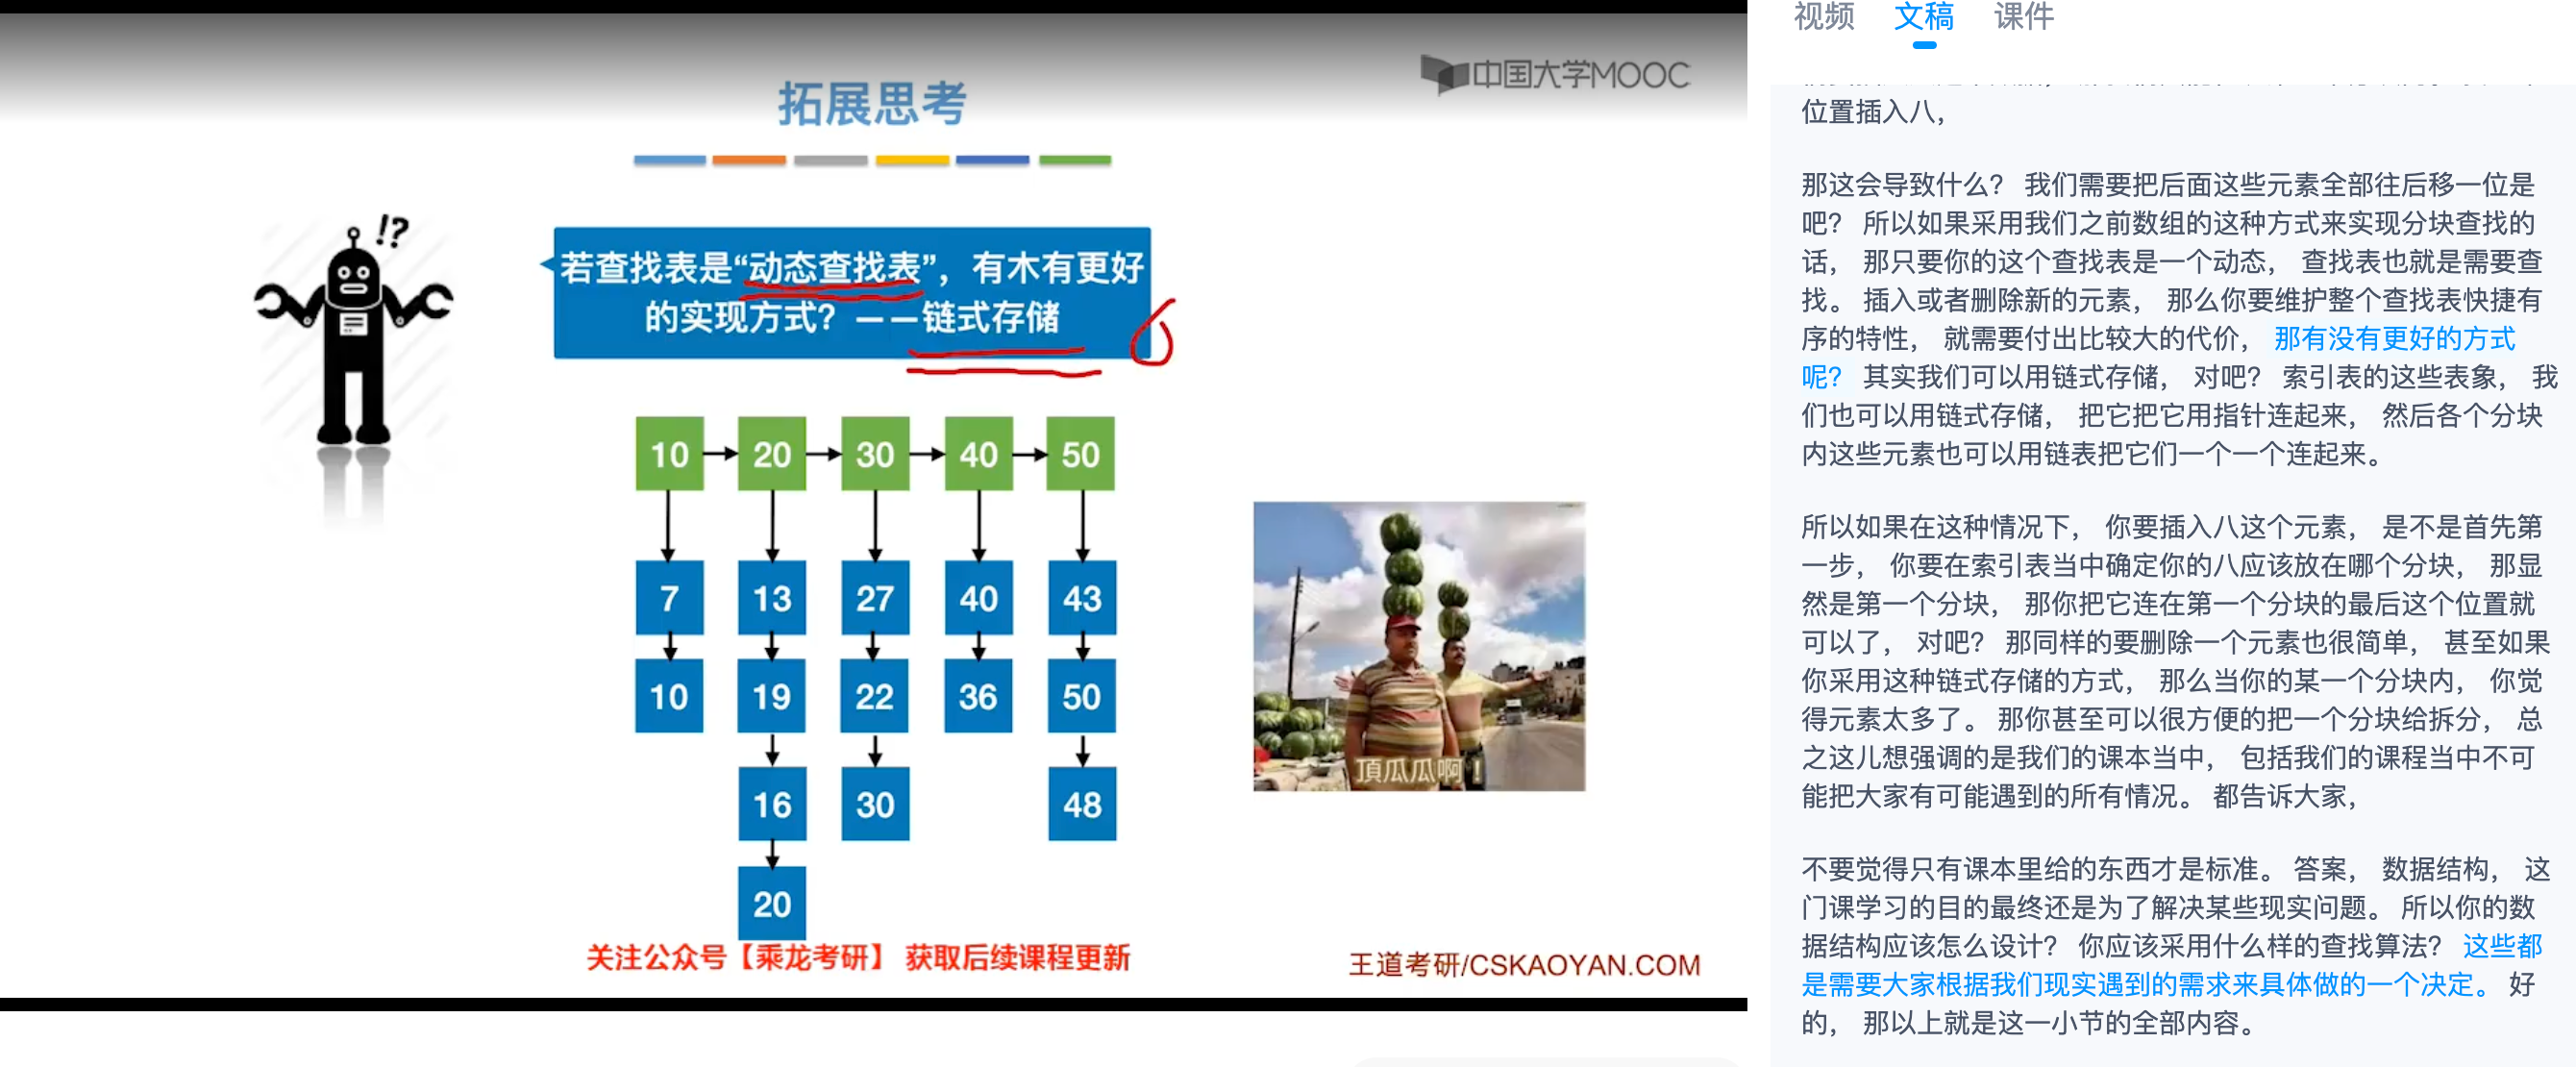 中国大学MOOC
拓展思考
!?
若查找表是“动态查找表”，有木有更好
的实现方式？——链式存储
10 20 30 40 50
7 13 27 40 43
10 19 22 36 50
16 30 48
20
頂瓜瓜啊！
关注公众号【乘龙考研】 获取后续课程更新
王道考研/CSKAOYAN.COM
视频 文稿 课件
位置插入八，
那这会导致什么？ 我们需要把后面这些元素全部往后移一位是
吧？ 所以如果采用我们之前数组的这种方式来实现分块查找的
话， 那只要你的这个查找表是一个动态， 查找表也就是需要查
找。 插入或者删除新的元素， 那么你要维护整个查找表快捷有
序的特性， 就需要付出比较大的代价， 那有没有更好的方式
呢？ 其实我们可以用链式存储， 对吧？ 索引表的这些表象， 我
们也可以用链式存储， 把它把它用指针连起来， 然后各个分块
内这些元素也可以用链表把它们一个一个连起来。
所以如果在这种情况下， 你要插入八这个元素， 是不是首先第
一步， 你要在索引表当中确定你的八应该放在哪个分块， 那显
然是第一个分块， 那你把它连在第一个分块的最后这个位置就
可以了， 对吧？ 那同样的要删除一个元素也很简单， 甚至如果
你采用这种链式存储的方式， 那么当你的某一个分块内， 你觉
得元素太多了。 那你甚至可以很方便的把一个分块给拆分， 总
之这儿想强调的是我们的课本当中， 包括我们的课程当中不可
能把大家有可能遇到的所有情况。 都告诉大家，
不要觉得只有课本里给的东西才是标准。 答案， 数据结构， 这
门课学习的目的最终还是为了解决某些现实问题。 所以你的数
据结构应该怎么设计？ 你应该采用什么样的查找算法？ 这些都
是需要大家根据我们现实遇到的需求来具体做的一个决定。 好
的， 那以上就是这一小节的全部内容。